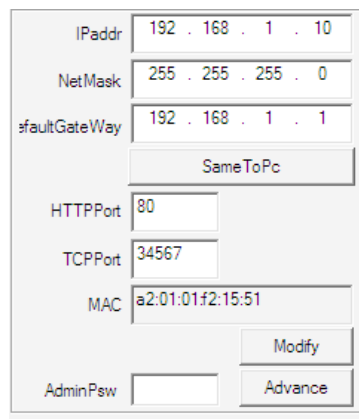 IPaddr 192 . 168 . 1 . 10
NetMask 255 . 255 . 255 . 0
efaultGateWay 192 . 168 . 1 . 1
SameToPc
HTTPPort 80
TCPPort 34567
MAC a2:01:01:f2:15:51
Modify
AdminPsw Advance